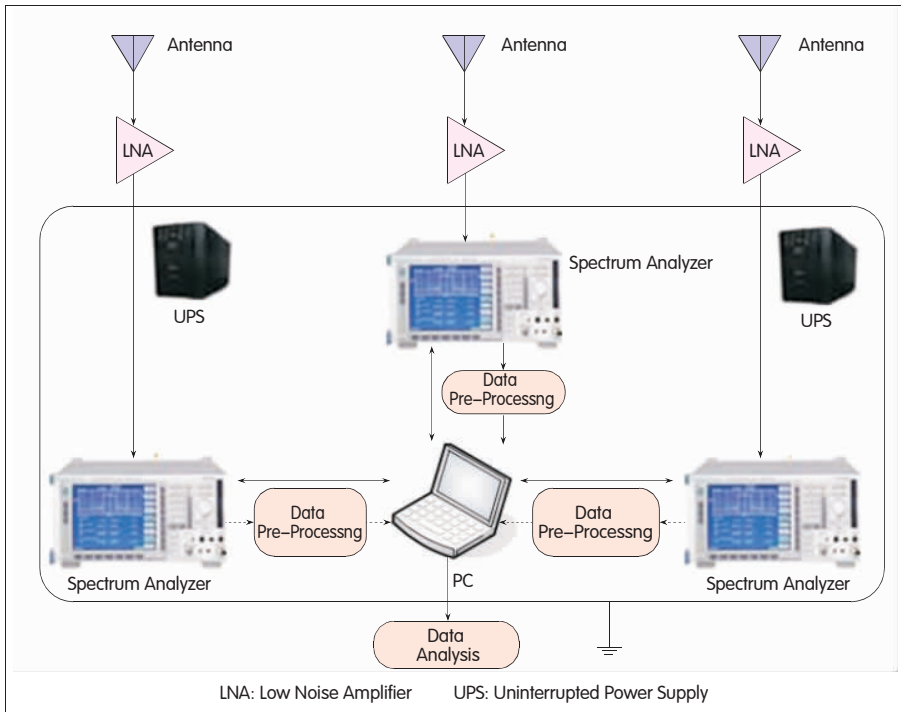 Antenna
Antenna
Antenna
LNA
LNA
LNA
Spectrum Analyzer
UPS
UPS
Data
Pre-Processng
Data
Pre-Processng
Data
Pre-Processng
Spectrum Analyzer
PC
Spectrum Analyzer
Data
Analysis
LNA: Low Noise Amplifier
UPS: Uninterrupted Power Supply